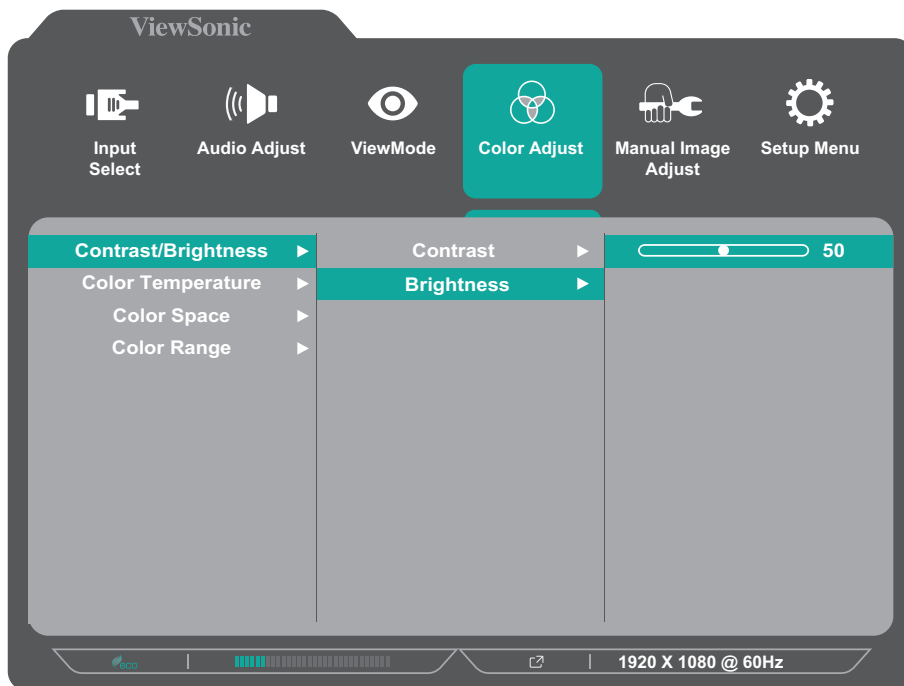 ViewSonic
Input
Select
Audio Adjust
ViewMode
Color Adjust
Manual Image
Adjust
Setup Menu
Contrast/Brightness
Contrast
50
Color Temperature
Brightness
Color Space
Color Range
eco
1920 X 1080 @ 60Hz